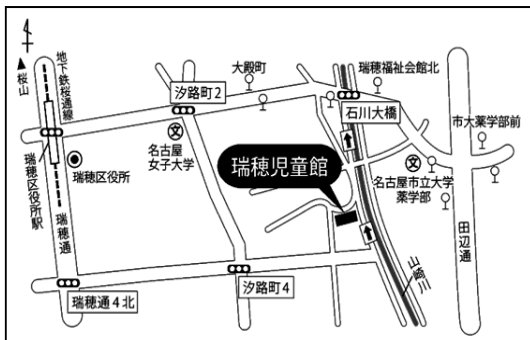 桜山
地下鉄桜通線
瑞穂区役所駅
瑞穂区役所
瑞穂通
瑞穂通4北
汐路町2
名古屋
女子大学
大殿町
瑞穂児童館
汐路町4
瑞穂福祉会館北
石川大橋
名古屋市立大学
薬学部
市大薬学部前
田辺通
山崎川
文
文